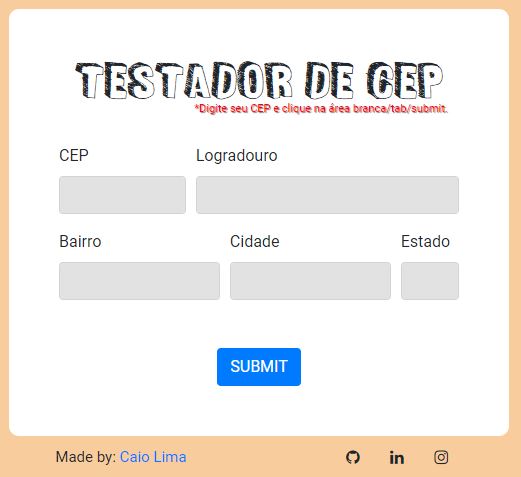 TESTADOR DE CEP
*Digite seu CEP e clique na área branca/tab/submit.
CEP Logradouro
Bairro Cidade Estado
SUBMIT
Made by: Caio Lima